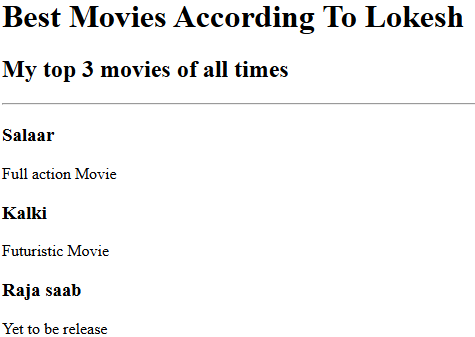 Best Movies According To Lokesh
My top 3 movies of all times
Salaar
Full action Movie
Kalki
Futuristic Movie
Raja saab
Yet to be release